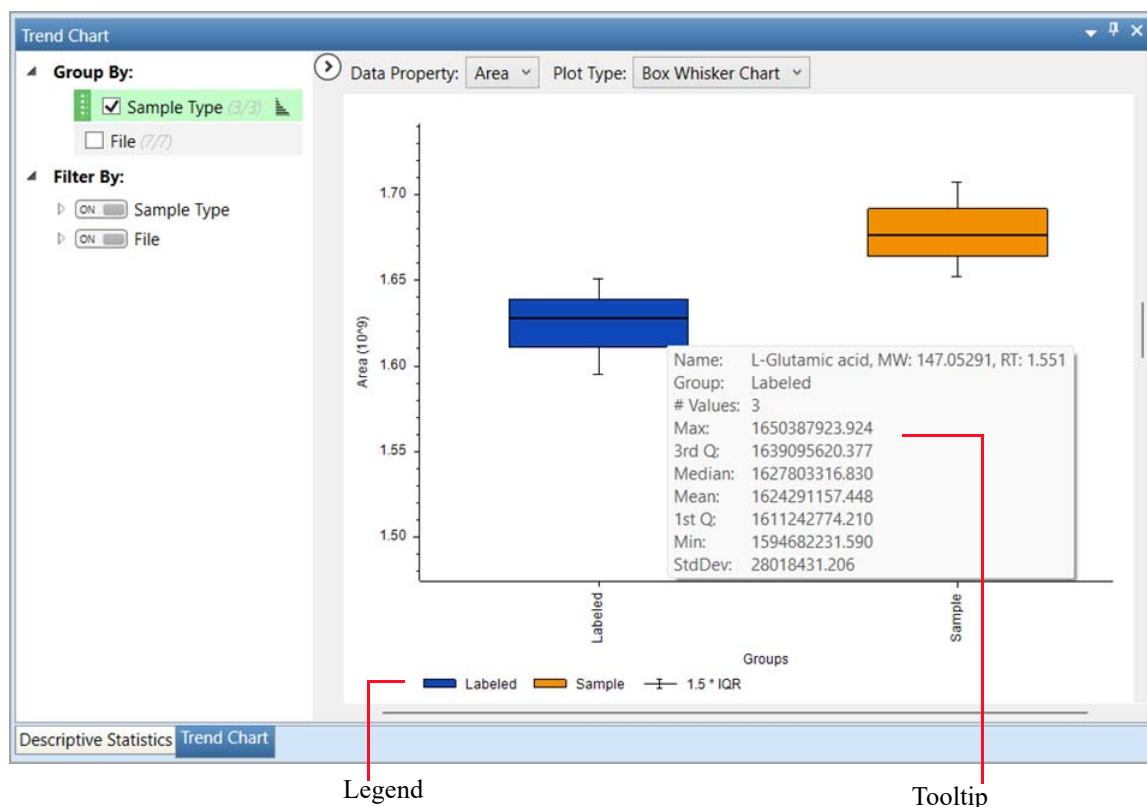 Trend Chart
Group By:
Sample Type (3/3)
File (7/7)
Filter By:
ON Sample Type
ON File
Data Property: Area Plot Type: Box Whisker Chart
1.70
1.65
1.60
1.55
1.50
Area (10^9)
Name: L-Glutamic acid, MW: 147.05291, RT: 1.551
Group: Labeled
# Values: 3
Max: 1650387923.924
3rd Q: 1639095620.377
Median: 1627803316.830
Mean: 1624291157.448
1st Q: 1611242774.210
Min: 1594682231.590
StdDev: 28018431.206
Labeled
Sample
Groups
Labeled Sample 1.5 * IQR
Descriptive Statistics Trend Chart
Legend
Tooltip